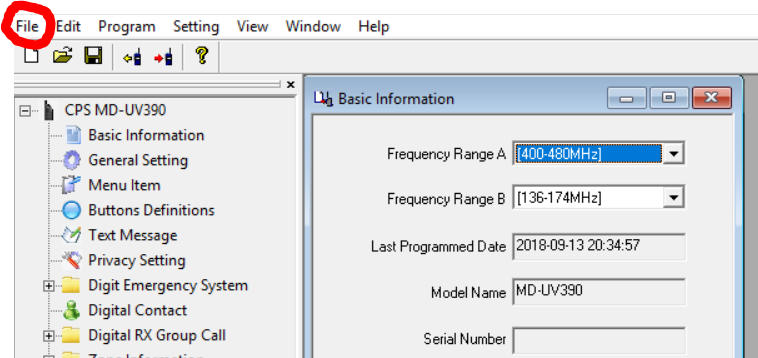 File Edit Program Setting View Window Help
CPS MD-UV390
Basic Information
General Setting
Menu Item
Buttons Definitions
Text Message
Privacy Setting
Digit Emergency System
Digital Contact
Digital RX Group Call
Zone Information
Basic Information
Frequency Range A [400-480MHz]
Frequency Range B [136-174MHz]
Last Programmed Date 2018-09-13 20:34:57
Model Name MD-UV390
Serial Number